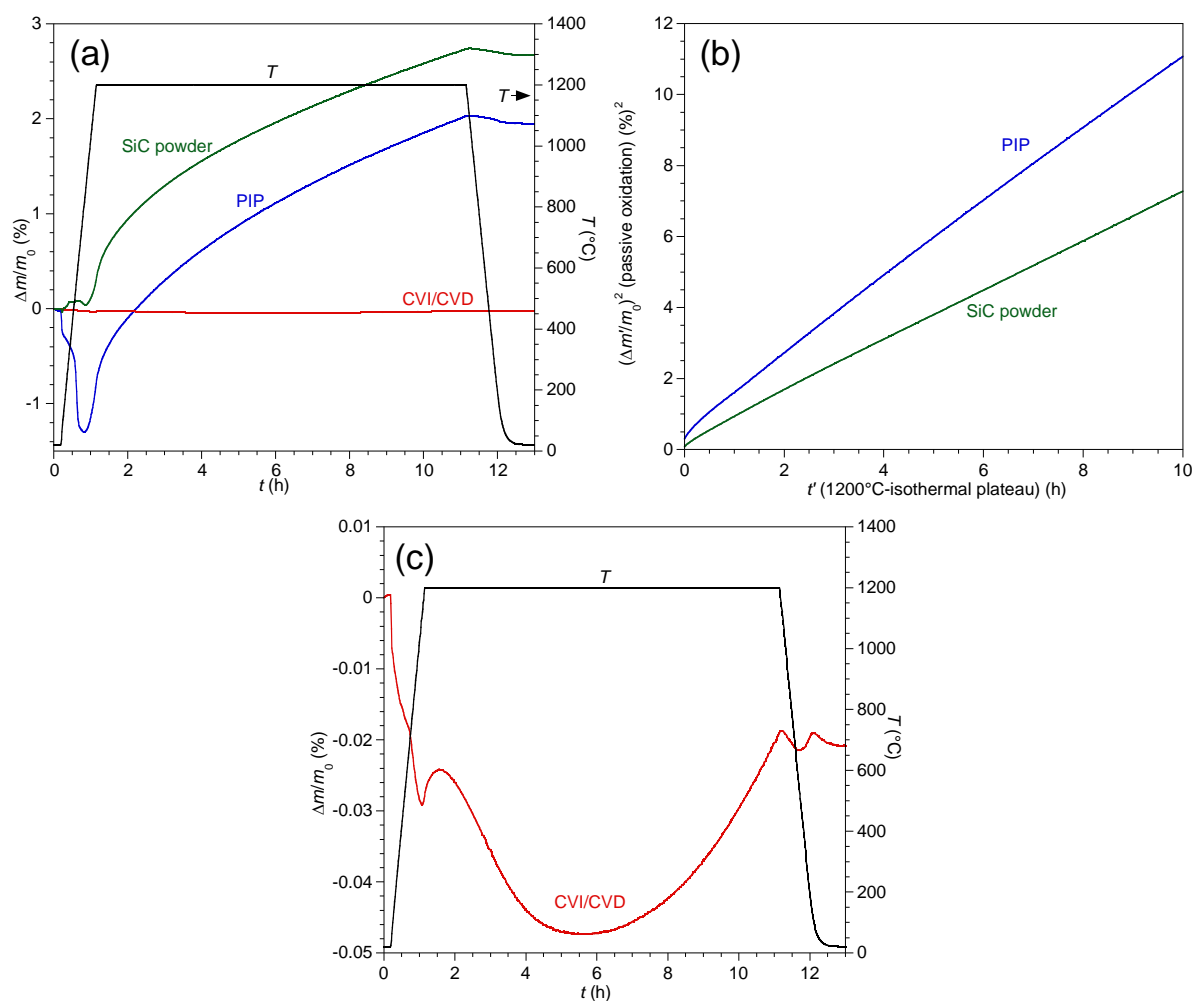 (a)
3
2
1
0
-1
Δm/m₀ (%)
0 2 4 6 8 10 12
t (h)
1400
1200
1000
800
600
400
200
0
T (°C)
T
T
SiC powder
PIP
CVI/CVD
(b)
12
10
8
6
4
2
0
(Δm'/m₀)² (passive oxidation) (%)²
0 2 4 6 8 10
t' (1200°C-isothermal plateau) (h)
PIP
SiC powder
(c)
0.01
0
-0.01
-0.02
-0.03
-0.04
-0.05
Δm/m₀ (%)
0 2 4 6 8 10 12
t (h)
1400
1200
1000
800
600
400
200
0
T (°C)
T
CVI/CVD